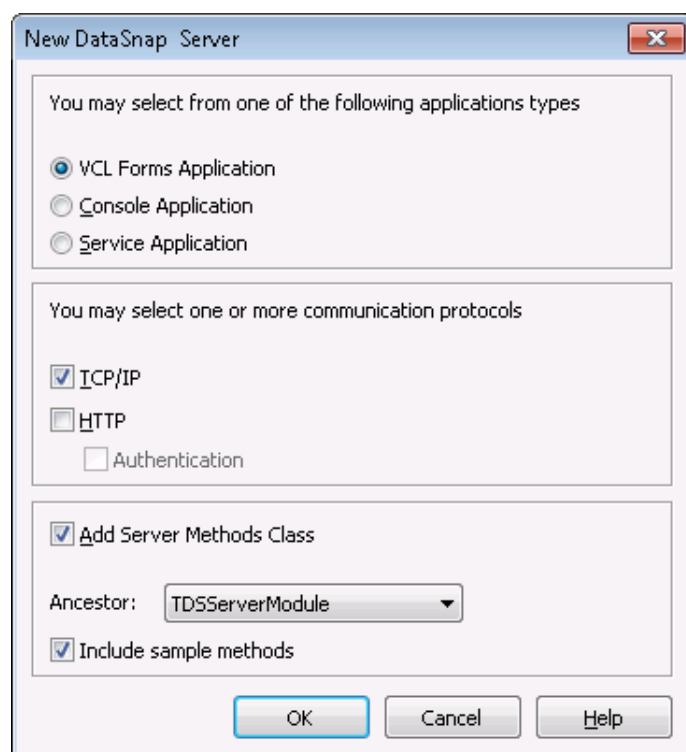 New DataSnap Server
You may select from one of the following applications types
VCL Forms Application
Console Application
Service Application
You may select one or more communication protocols
TCP/IP
HTTP
Authentication
Add Server Methods Class
Ancestor: TDSServerModule
Include sample methods
OK Cancel Help